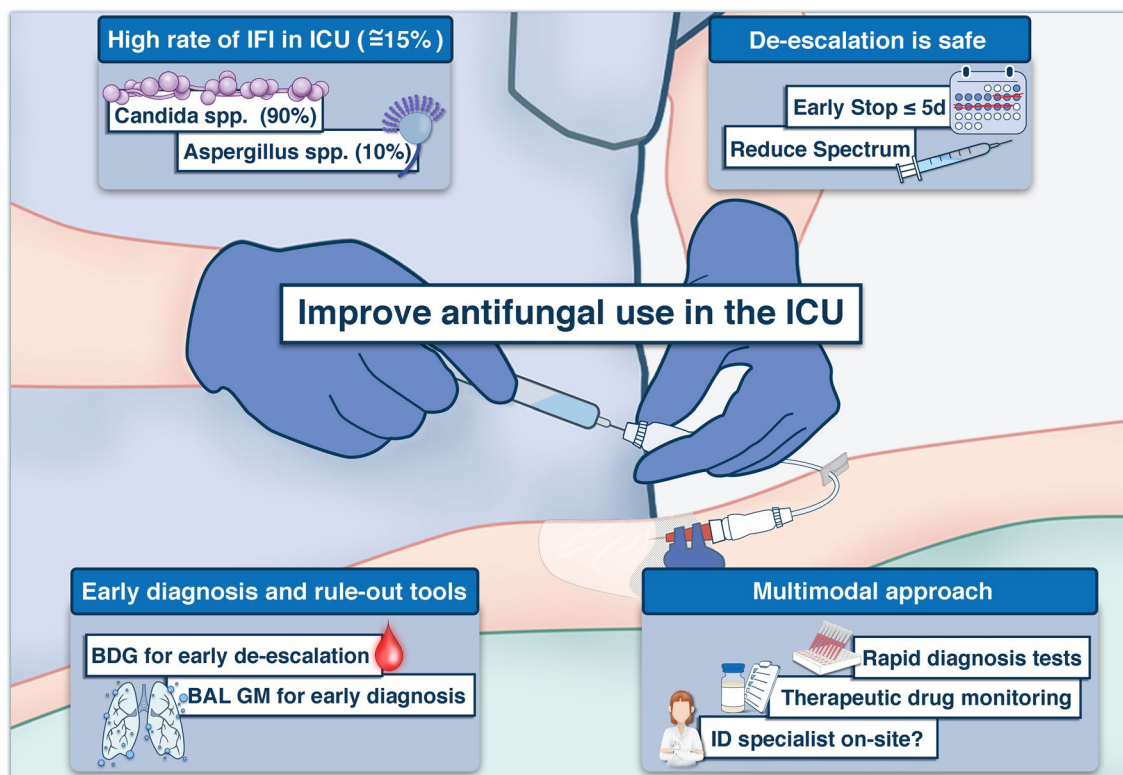 High rate of IFI in ICU (≅15%)
Candida spp. (90%)
Aspergillus spp. (10%)
De-escalation is safe
Early Stop ≤ 5d
Reduce Spectrum
Improve antifungal use in the ICU
Early diagnosis and rule-out tools
BDG for early de-escalation
BAL GM for early diagnosis
Multimodal approach
Rapid diagnosis tests
Therapeutic drug monitoring
ID specialist on-site?